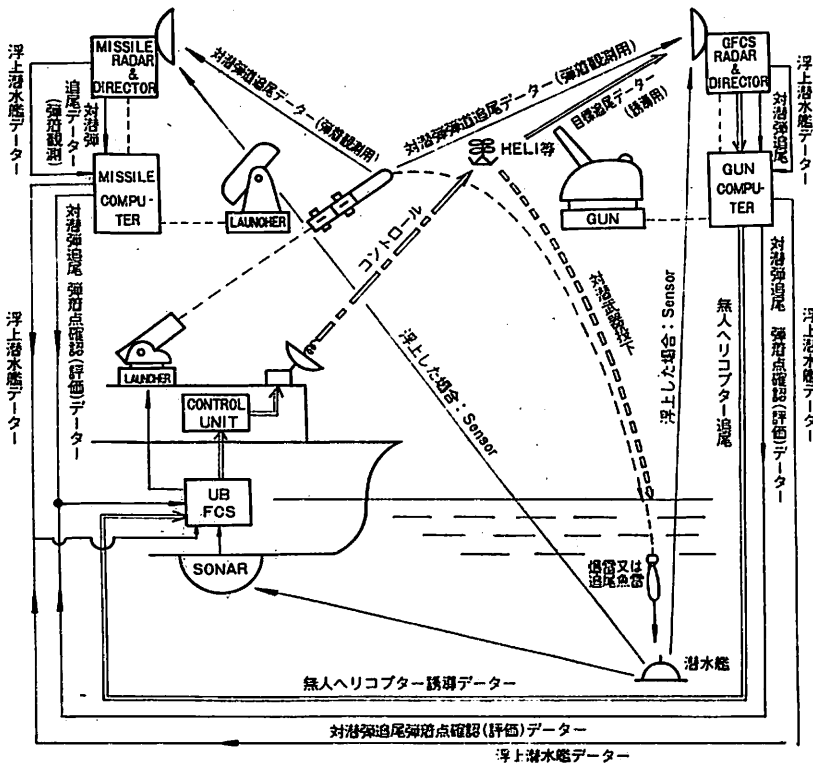 MISSILE
RADAR
&
DIRECTOR
GFCS
RADAR
&
DIRECTOR
浮上潜水艦データー
対潜弾
追尾データー
(弾着観測)
対潜弾道追尾データー(弾着観測用)
対潜弾弾道追尾データー(弾着観測用)
目標追尾データー
(誘導用)
対潜弾追尾
浮上潜水艦データー
HELI等
MISSILE
COMPU-
TER
LAUNCHER
GUN
GUN
COMPU-
TER
コントロール
対潜武器投下
対潜弾追尾 弾着点確認(評価)データー
浮上潜水艦データー
LAUNCHER
CONTROL
UNIT
浮上した場合:Sensor
浮上した場合:Sensor
無人ヘリコプター追尾
対潜弾追尾 弾着点確認(評価)データー
浮上潜水艦データー
UB
FCS
SONAR
爆雷又は
追尾魚雷
潜水艦
無人ヘリコプター誘導データー
対潜弾追尾弾着点確認(評価)データー
浮上潜水艦データー